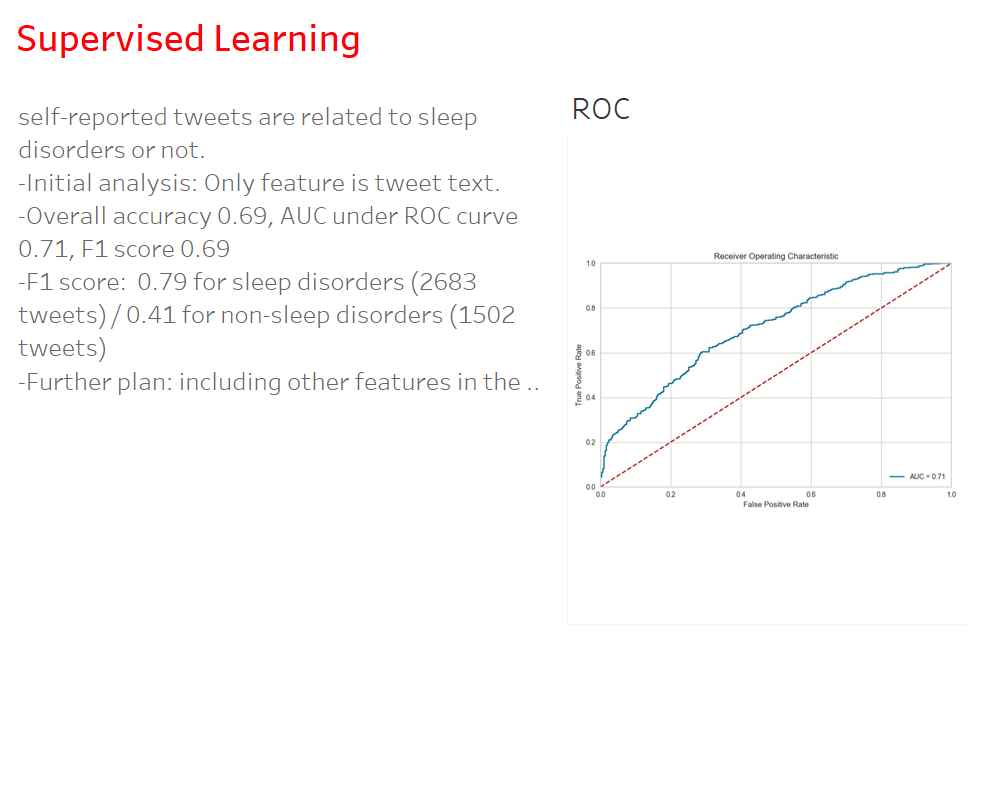 Supervised Learning
self-reported tweets are related to sleep
disorders or not.
-Initial analysis: Only feature is tweet text.
-Overall accuracy 0.69, AUC under ROC curve
0.71, F1 score 0.69
-F1 score:  0.79 for sleep disorders (2683
tweets) / 0.41 for non-sleep disorders (1502
tweets)
-Further plan: including other features in the ..
ROC
Receiver Operating Characteristic
1.0
0.8
0.6
0.4
0.2
0.0
True Positive Rate
AUC = 0.71
0.0 0.2 0.4 0.6 0.8 1.0
False Positive Rate